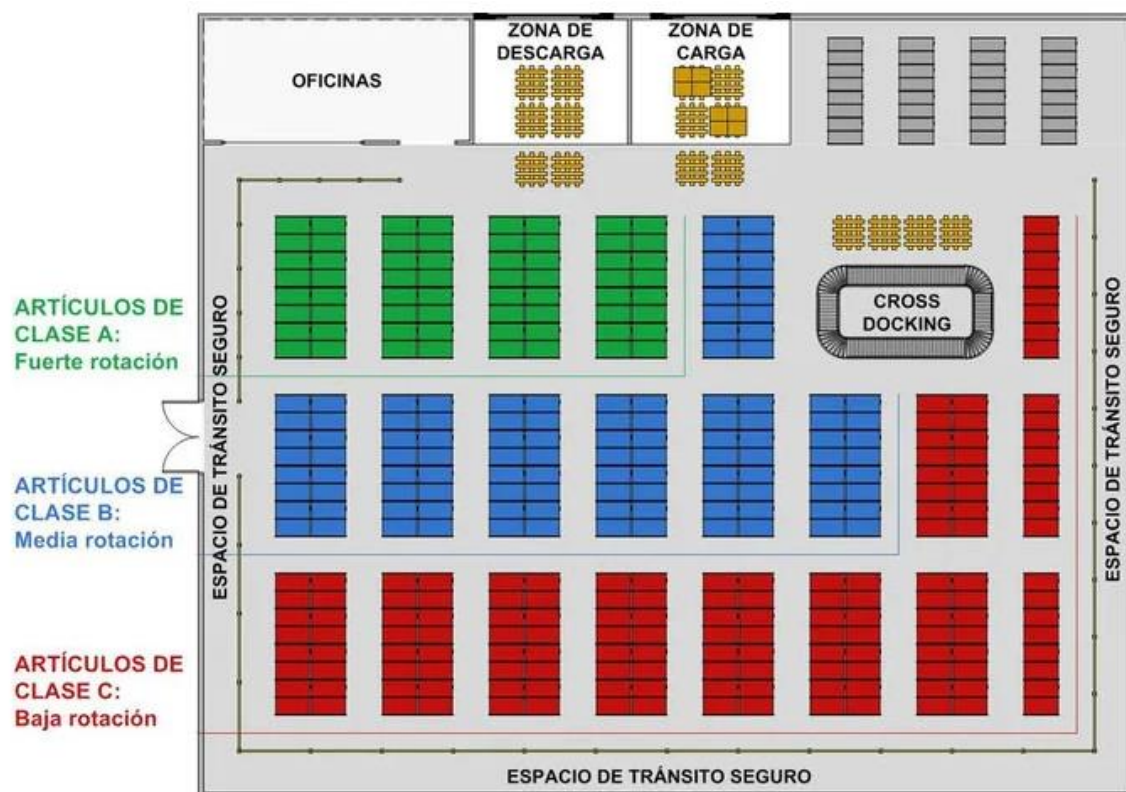 OFICINAS
ZONA DE
DESCARGA
ZONA DE
CARGA
ARTÍCULOS DE
CLASE A:
Fuerte rotación
CROSS
DOCKING
ESPACIO DE TRÁNSITO SEGURO
ESPACIO DE TRÁNSITO SEGURO
ARTÍCULOS DE
CLASE B:
Media rotación
ARTÍCULOS DE
CLASE C:
Baja rotación
ESPACIO DE TRÁNSITO SEGURO